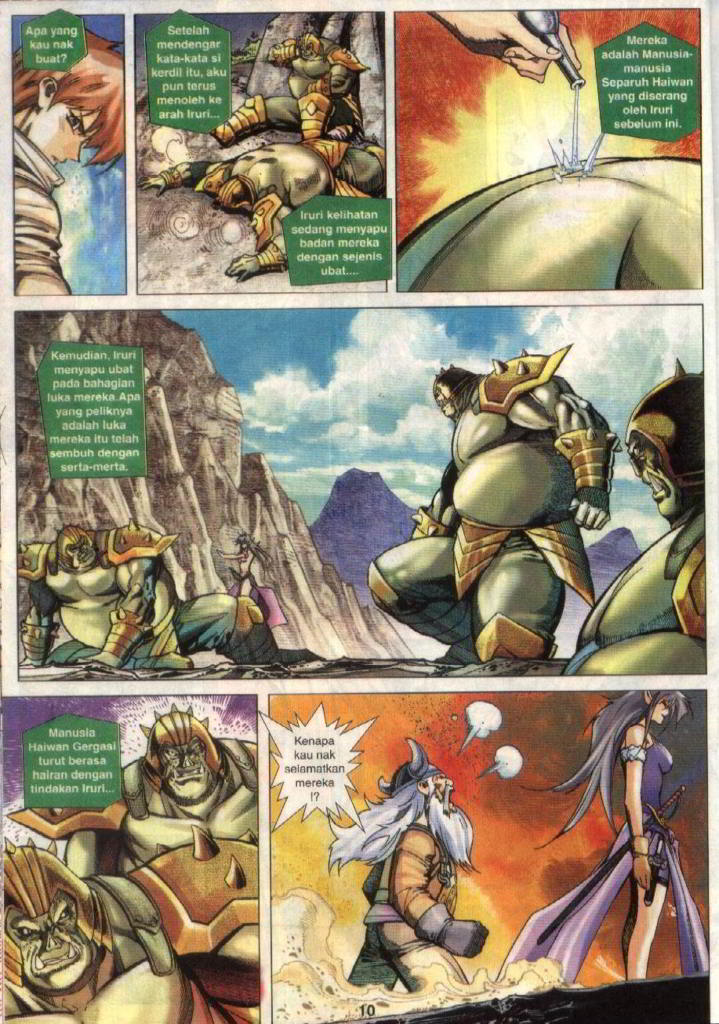 Apa yang
kau nak
buat?
Setelah
mendengar
kata-kata si
kerdil itu, aku
pun terus
menoleh ke
arah Iruri...
Iruri kelihatan
sedang menyapu
badan mereka
dengan sejenis
ubat....
Mereka
adalah Manusia-
manusia
Separuh Haiwan
yang diserang
oleh Iruri
sebelum ini.
Kemudian, Iruri
menyapu ubat
pada bahagian
luka mereka.Apa
yang peliknya
adalah luka
mereka itu telah
sembuh dengan
serta-merta.
Manusia
Haiwan Gergasi
turut berasa
hairan dengan
tindakan Iruri...
Kenapa
kau nak
selamatkan
mereka
!?
10